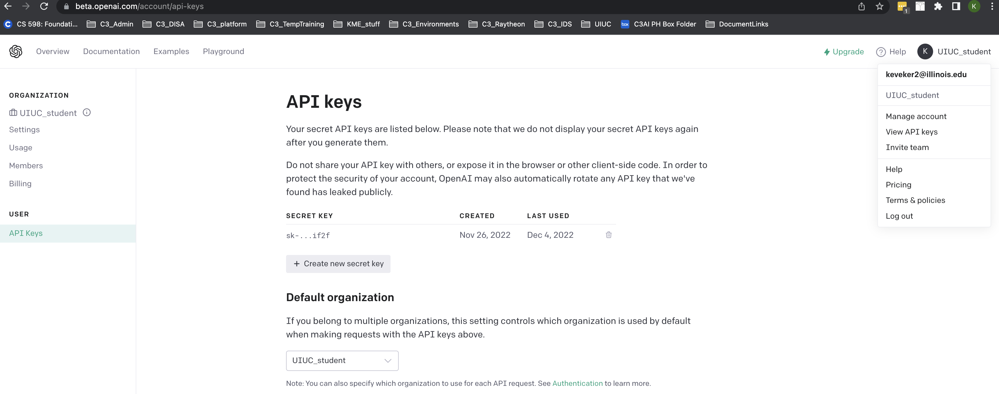 beta.openai.com/account/api-keys
1
K
CS 598: Foundati...
C3_Admin
C3_DISA
C3_platform
C3_TempTraining
KME_stuff
C3_Environments
C3_Raytheon
C3_IDS
UIUC
box
C3AI PH Box Folder
DocumentLinks
Overview
Documentation
Examples
Playground
Upgrade
Help
K
UIUC_student
keveker2@illinois.edu
UIUC_student
Manage account
View API keys
Invite team
Help
Pricing
Terms & policies
Log out
ORGANIZATION
UIUC_student
Settings
Usage
Members
Billing
USER
API Keys
API keys
Your secret API keys are listed below. Please note that we do not display your secret API keys again
after you generate them.
Do not share your API key with others, or expose it in the browser or other client-side code. In order to
protect the security of your account, OpenAI may also automatically rotate any API key that we've
found has leaked publicly.
SECRET KEY CREATED LAST USED
sk-...if2f Nov 26, 2022 Dec 4, 2022
+ Create new secret key
Default organization
If you belong to multiple organizations, this setting controls which organization is used by default
when making requests with the API keys above.
UIUC_student
Note: You can also specify which organization to use for each API request. See Authentication to learn more.